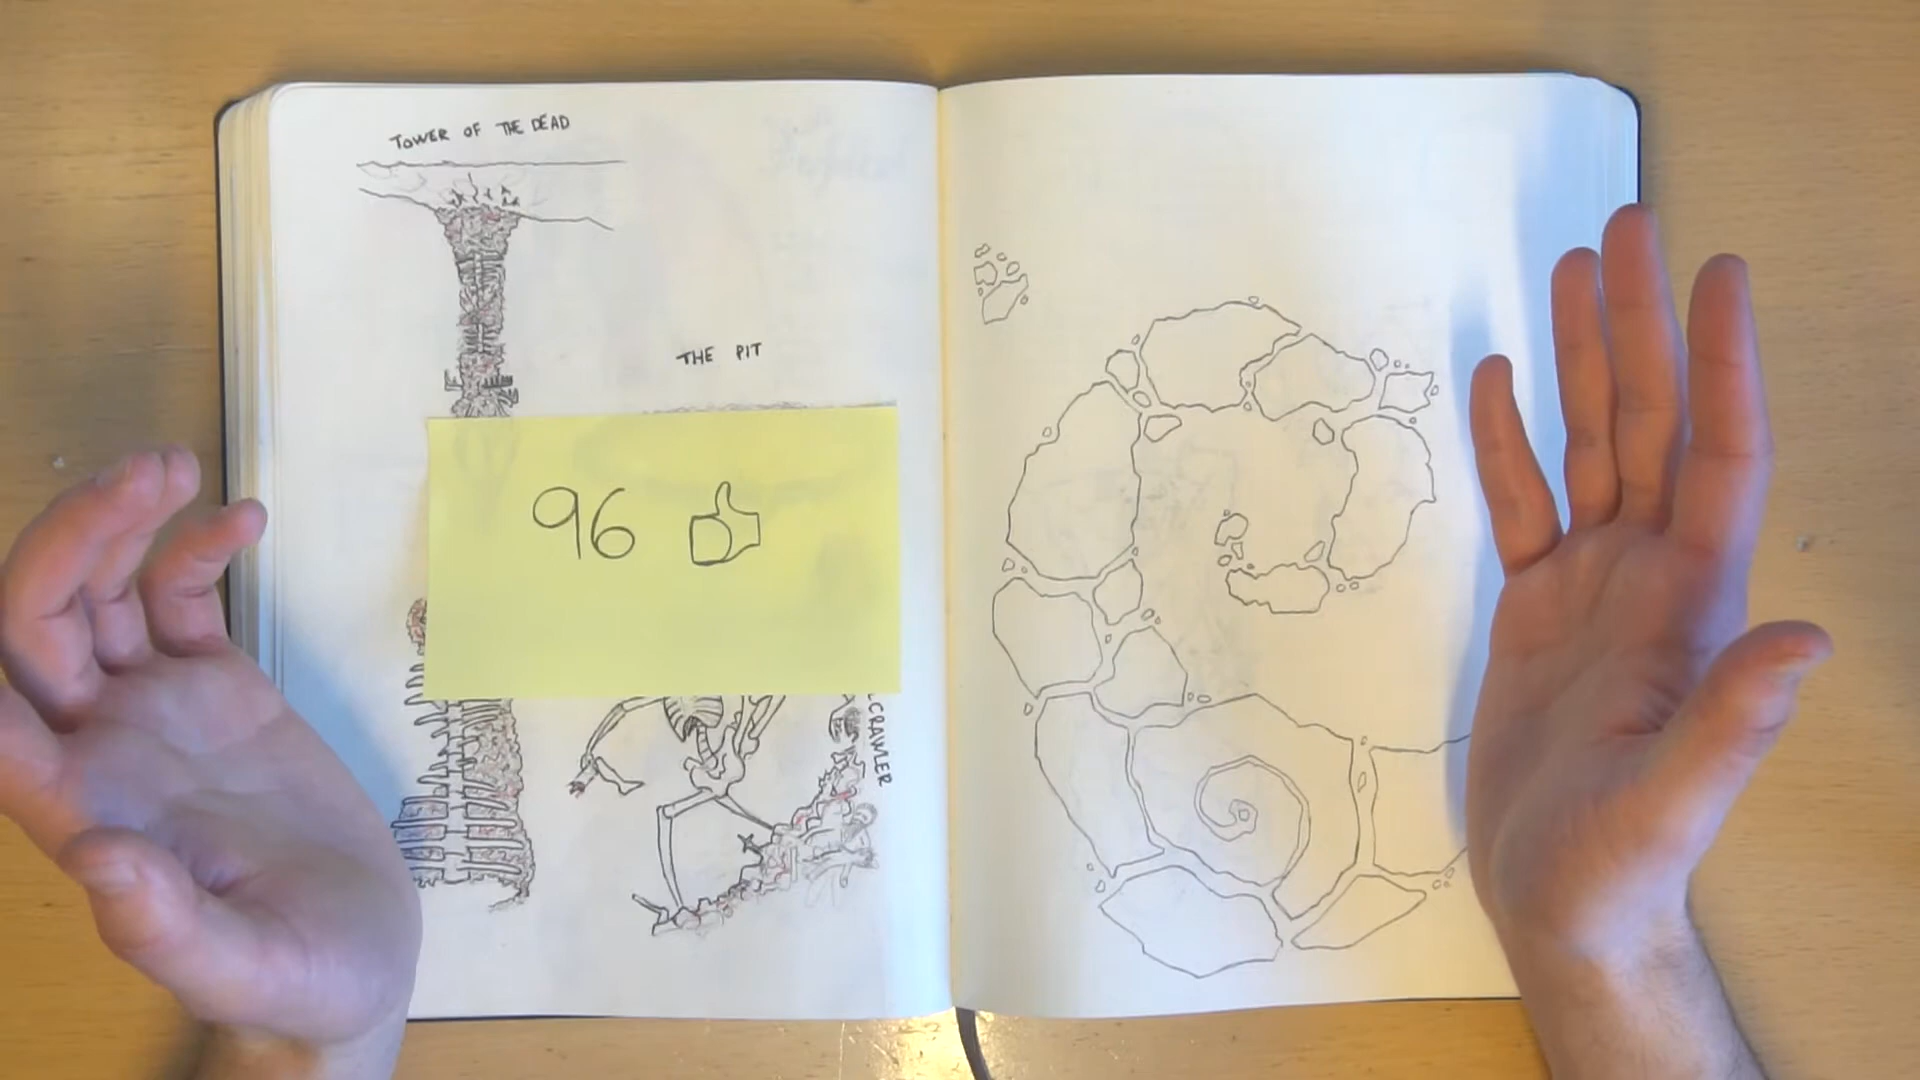 TOWER OF THE DEAD
THE PIT
96
CRAWLER